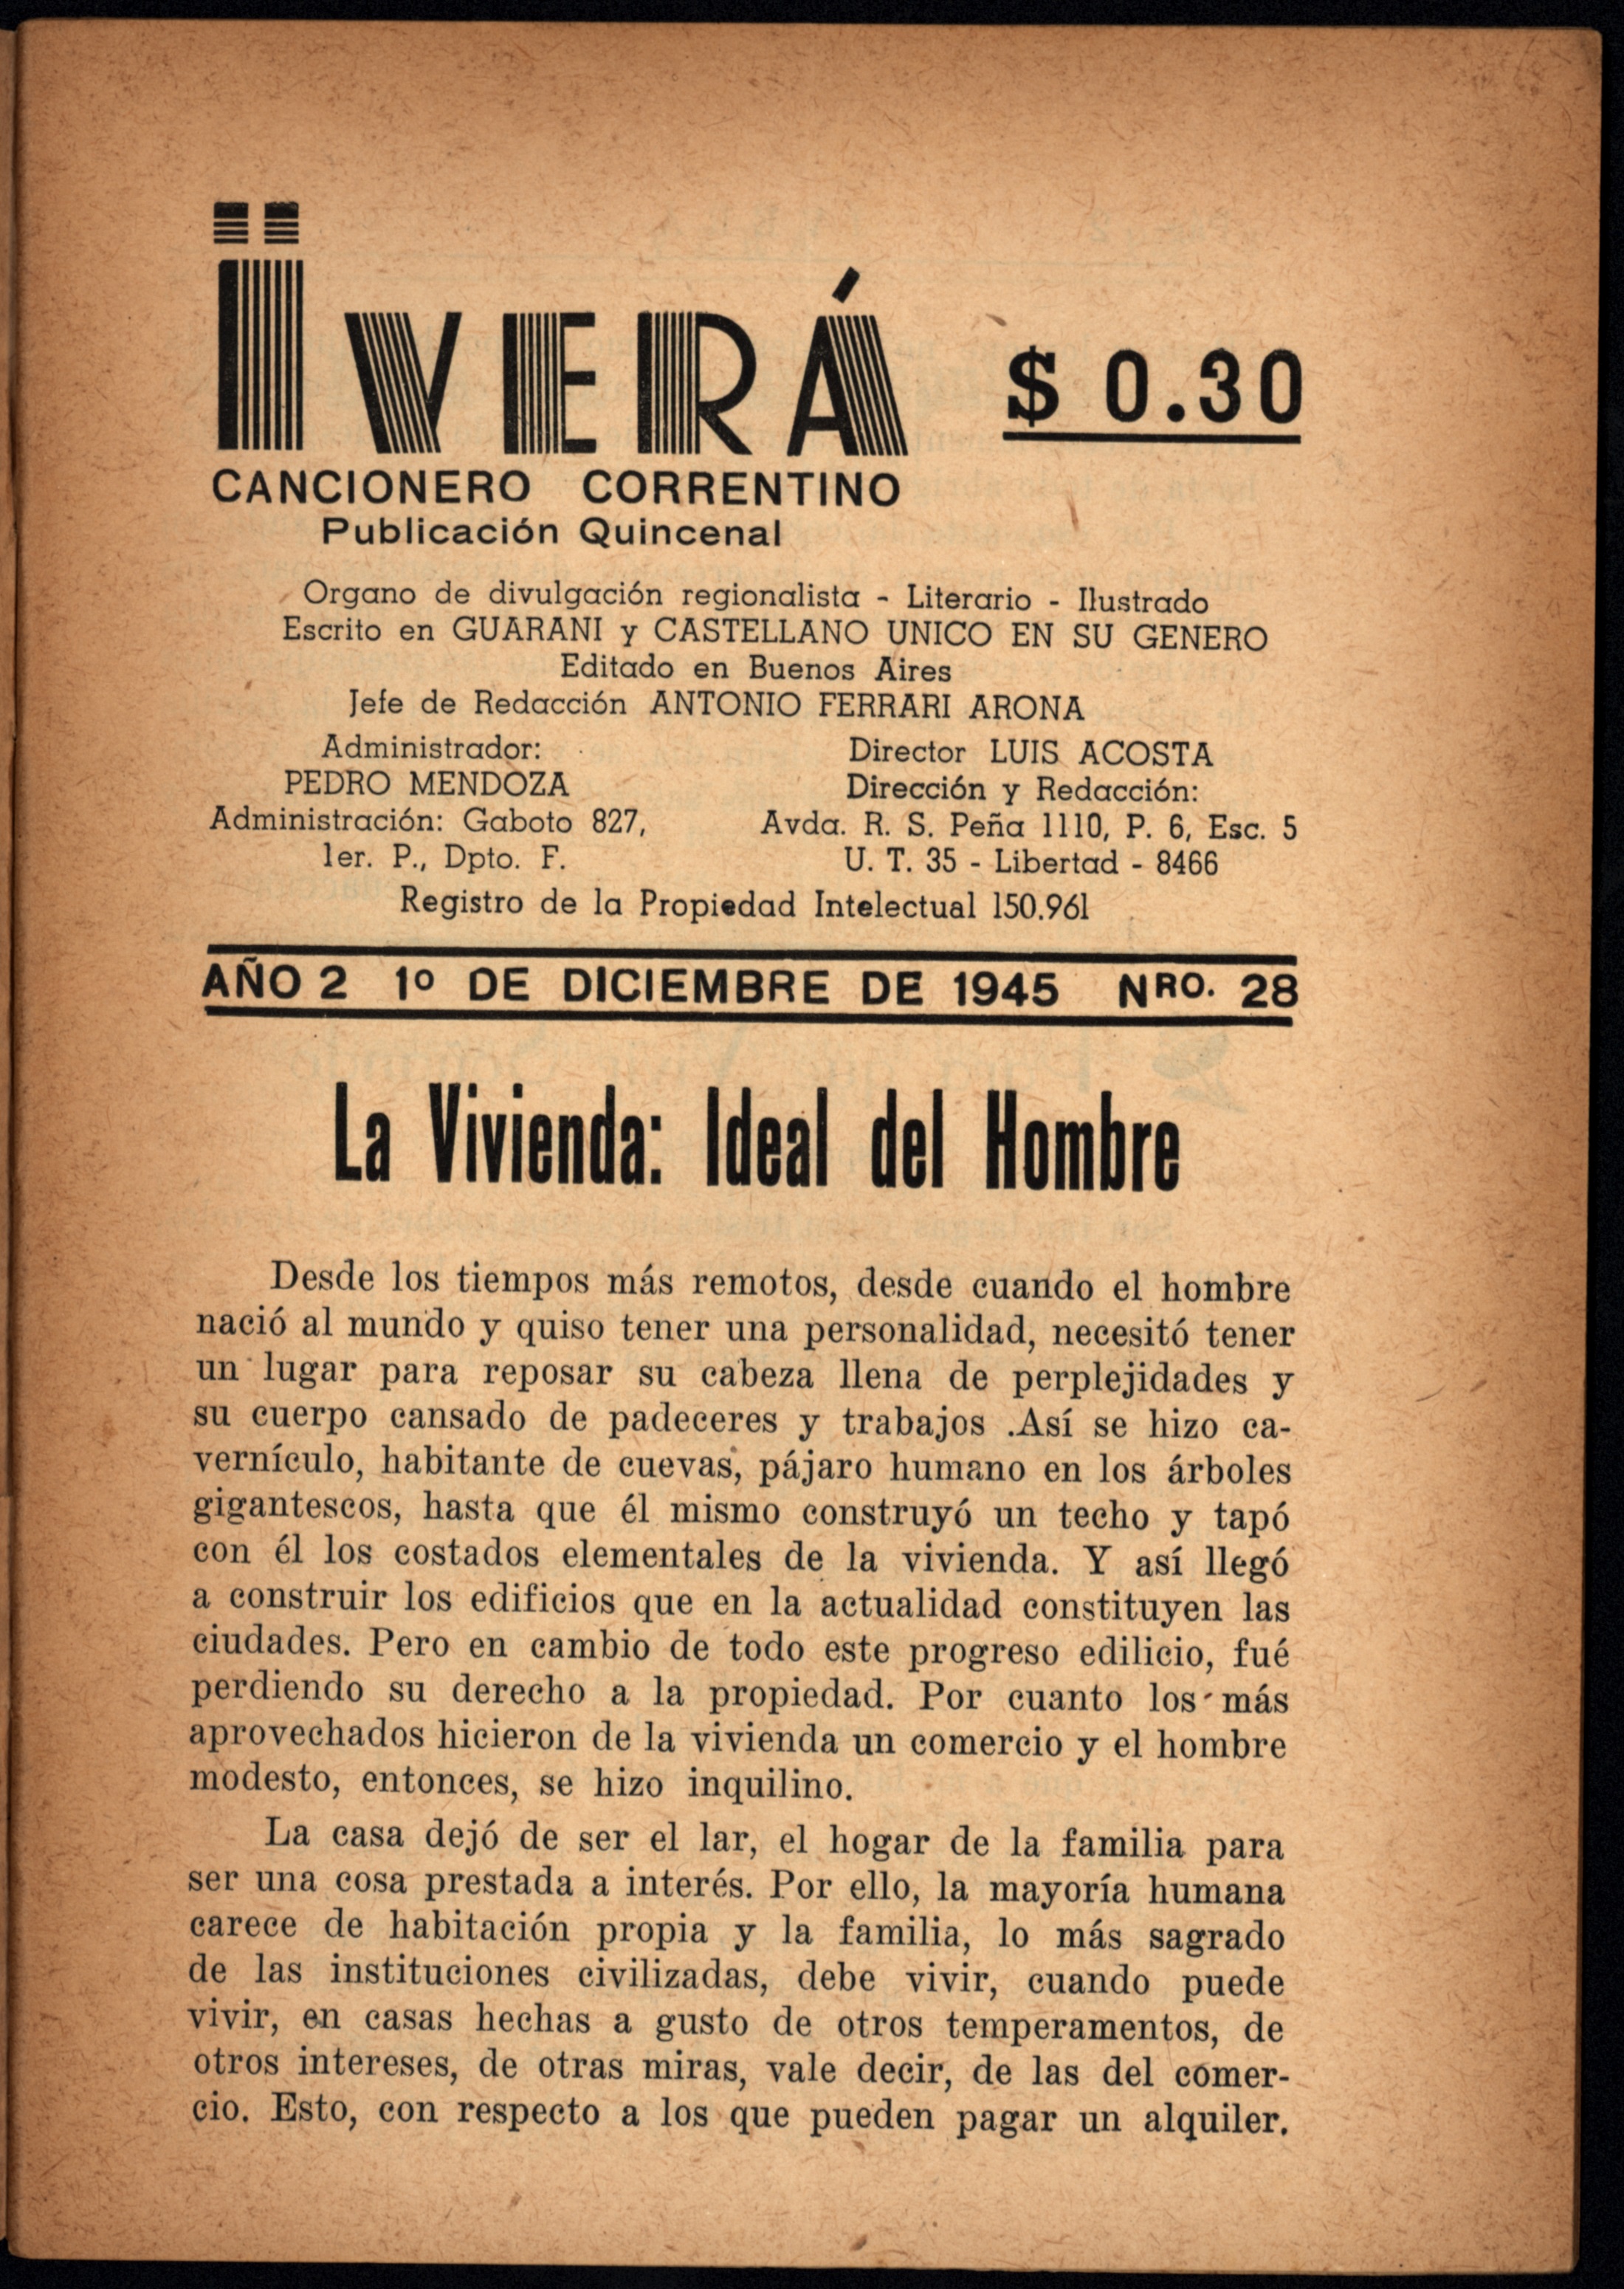 ÏVERÁ
$ 0.30
CANCIONERO CORRENTINO
Publicación Quincenal
Organo de divulgación regionalista - Literario - Ilustrado
Escrito en GUARANI y CASTELLANO UNICO EN SU GENERO
Editado en Buenos Aires
Jefe de Redacción ANTONIO FERRARI ARONA
Administrador:
PEDRO MENDOZA
Administración: Gaboto 827,
1er. P., Dpto. F.
Director LUIS ACOSTA
Dirección y Redacción:
Avda. R. S. Peña 1110, P. 6, Esc. 5
U. T. 35 - Libertad - 8466
Registro de la Propiedad Intelectual 150.961
AÑO 2 1º DE DICIEMBRE DE 1945 NRO. 28
La Vivienda: Ideal del Hombre
Desde los tiempos más remotos, desde cuando el hombre
nació al mundo y quiso tener una personalidad, necesitó tener
un lugar para reposar su cabeza llena de perplejidades y
su cuerpo cansado de padeceres y trabajos .Así se hizo ca-
vernículo, habitante de cuevas, pájaro humano en los árboles
gigantescos, hasta que él mismo construyó un techo y tapó
con él los costados elementales de la vivienda. Y así llegó
a construir los edificios que en la actualidad constituyen las
ciudades. Pero en cambio de todo este progreso edilicio, fué
perdiendo su derecho a la propiedad. Por cuanto los más
aprovechados hicieron de la vivienda un comercio y el hombre
modesto, entonces, se hizo inquilino.
La casa dejó de ser el lar, el hogar de la familia para
ser una cosa prestada a interés. Por ello, la mayoría humana
carece de habitación propia y la familia, lo más sagrado
de las instituciones civilizadas, debe vivir, cuando puede
vivir, en casas hechas a gusto de otros temperamentos, de
otros intereses, de otras miras, vale decir, de las del comer-
cio. Esto, con respecto a los que pueden pagar un alquiler.